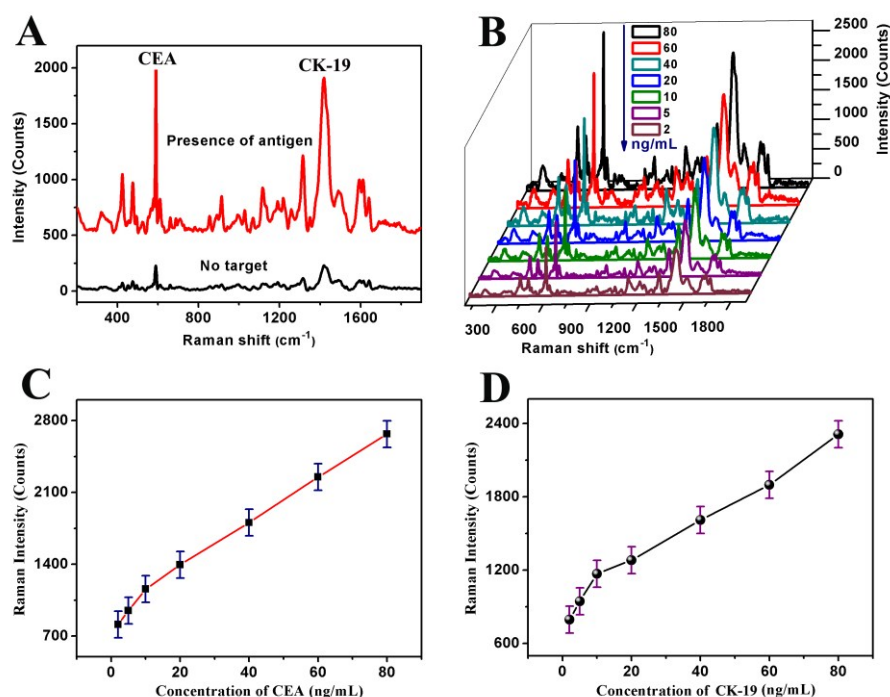 A
CEA
CK-19
Presence of antigen
No target
Intensity (Counts)
2000
1500
1000
500
0
400 800 1200 1600
Raman shift (cm⁻¹)
B
80
60
40
20
10
5
2
ng/mL
2500
2000
1500
1000
500
0
Intensity (Counts)
300 600 900 1200 1500 1800
Raman shift (cm⁻¹)
C
Raman Intensity (Counts)
2800
2100
1400
700
0 20 40 60 80
Concentration of CEA (ng/mL)
D
Raman Intensity (Counts)
2400
1800
1200
600
0 20 40 60 80
Concentration of CK-19 (ng/mL)